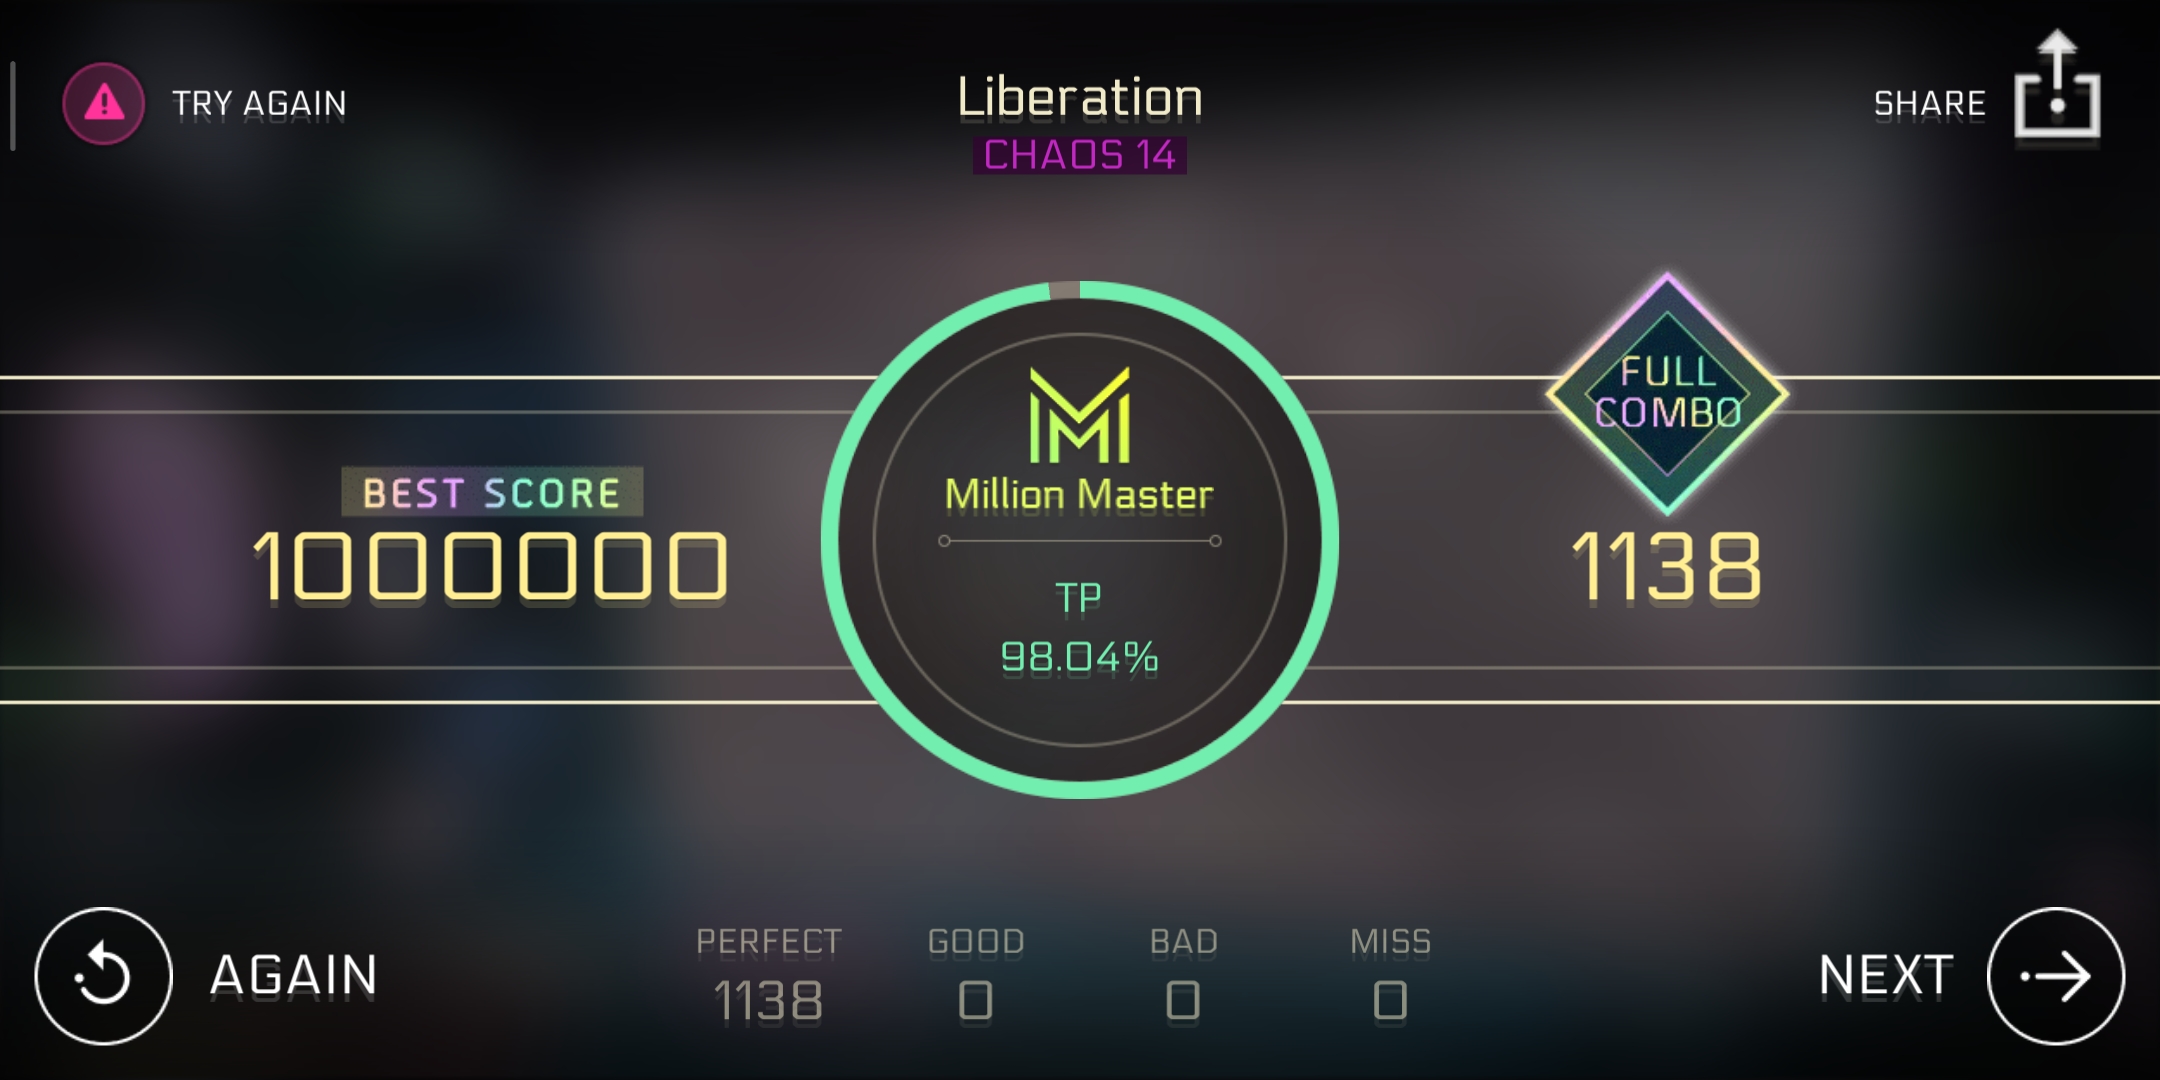 TRY AGAIN
Liberation
CHAOS 14
SHARE
FULL
COMBO
1138
BEST SCORE
1000000
Million Master
TP
98.04%
PERFECT
1138
GOOD
0
BAD
0
MISS
0
AGAIN
NEXT